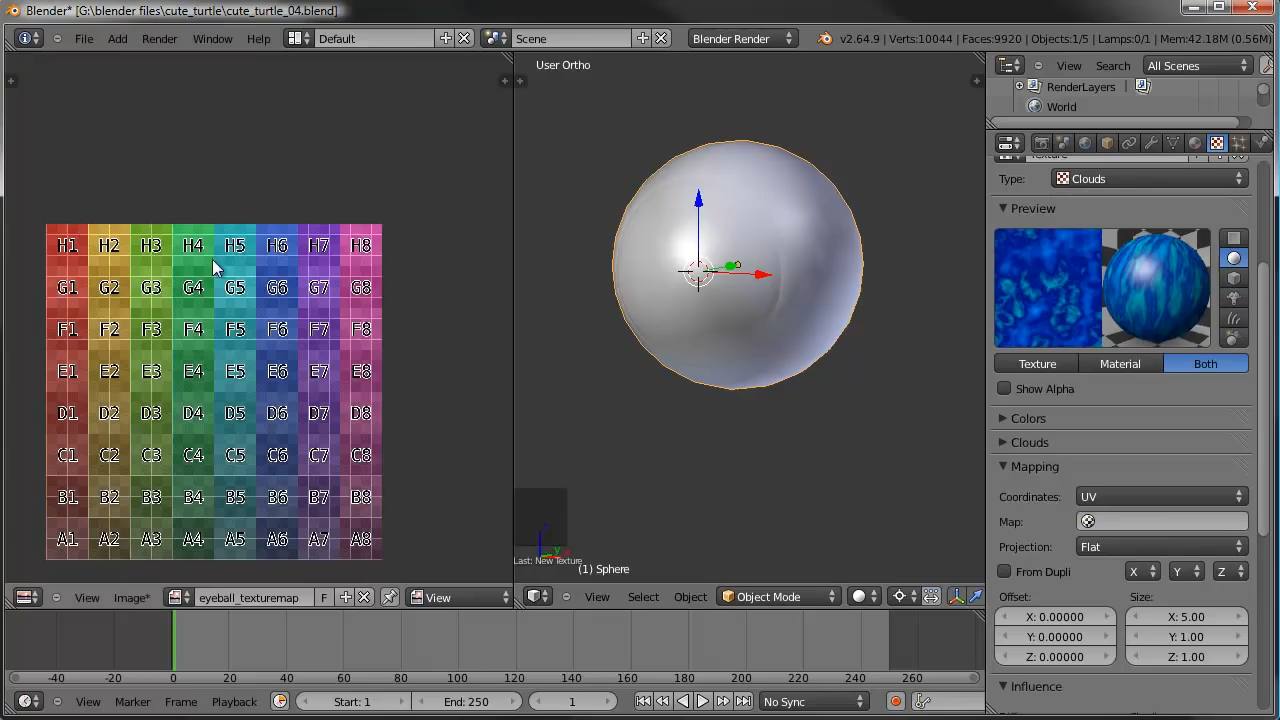 Blender* [G:\blender files\cute_turtle\cute_turtle_04.blend]
File Add Render Window Help Default Scene Blender Render v2.64.9 | Verts:10044 | Faces:9920 | Objects:1/5 | Lamps:0/1 | Mem:42.18M (0.56M)
User Ortho
View Search All Scenes
RenderLayers
World
Type: Clouds
Preview
Texture Material Both
Show Alpha
Colors
Clouds
Mapping
Coordinates: UV
Map:
Projection: Flat
From Dupli X Y Z
Offset: Size:
X: 0.00000 X: 5.00
Y: 0.00000 Y: 1.00
Z: 0.00000 Z: 1.00
Influence
H1 H2 H3 H4 H5 H6 H7 H8
G1 G2 G3 G4 G5 G6 G7 G8
F1 F2 F3 F4 F5 F6 F7 F8
E1 E2 E3 E4 E5 E6 E7 E8
D1 D2 D3 D4 D5 D6 D7 D8
C1 C2 C3 C4 C5 C6 C7 C8
B1 B2 B3 B4 B5 B6 B7 B8
A1 A2 A3 A4 A5 A6 A7 A8
Last: New Texture
(1) Sphere
View Image* eyeball_texturemap F View
View Select Object Object Mode
-40 -20 0 20 40 60 80 100 120 140 160 180 200 220 240 260
View Marker Frame Playback Start: 1 End: 250 1 No Sync